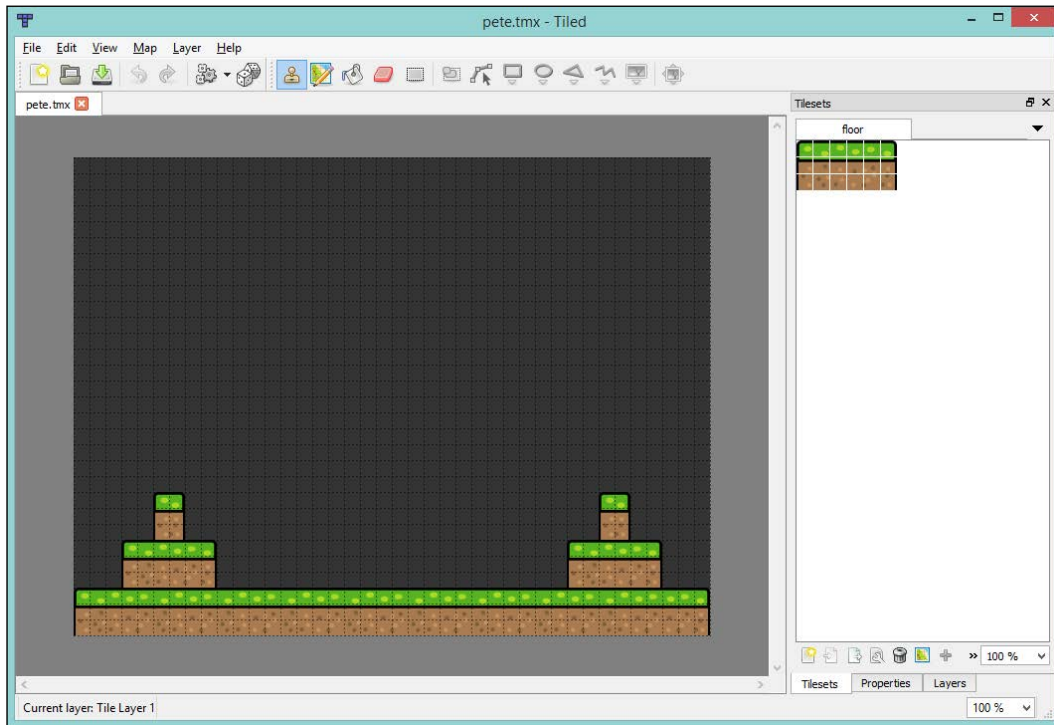 pete.tmx - Tiled
File Edit View Map Layer Help
pete.tmx
Tilesets
floor
» 100 %
Tilesets Properties Layers
Current layer: Tile Layer 1
100 %